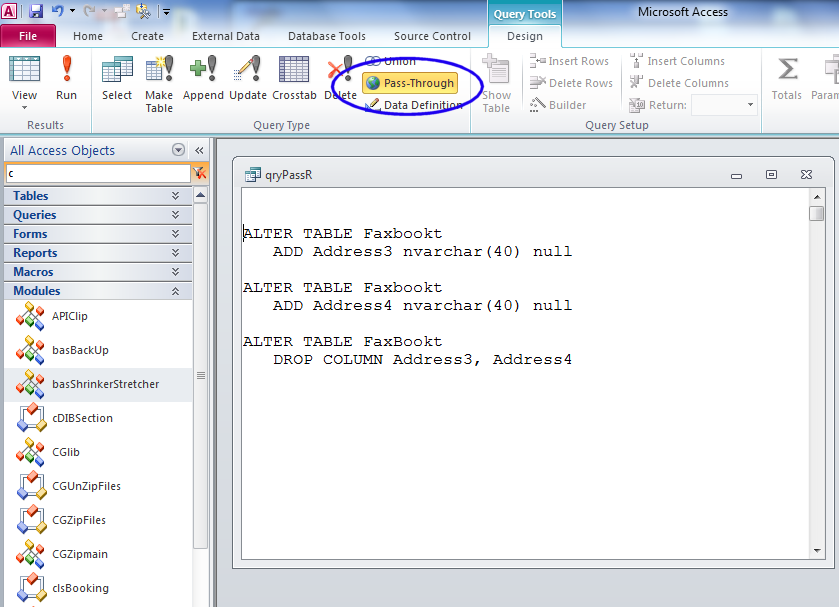 A
Query Tools
Microsoft Access
File Home Create External Data Database Tools Source Control Design
View
Run
Select
Make Table
Append
Update
Crosstab
Delete
Union
Pass-Through
Data Definition
Show Table
Insert Rows
Delete Rows
Builder
Insert Columns
Delete Columns
Return:
Totals
Param
Results
Query Type
Query Setup
All Access Objects
c
Tables
Queries
Forms
Reports
Macros
Modules
APIClip
basBackUp
basShrinkerStretcher
cDIBSection
CGlib
CGUnZipFiles
CGZipFiles
CGZipmain
clsBooking
qryPassR
ALTER TABLE Faxbookt
ADD Address3 nvarchar(40) null
ALTER TABLE Faxbookt
ADD Address4 nvarchar(40) null
ALTER TABLE FaxBookt
DROP COLUMN Address3, Address4